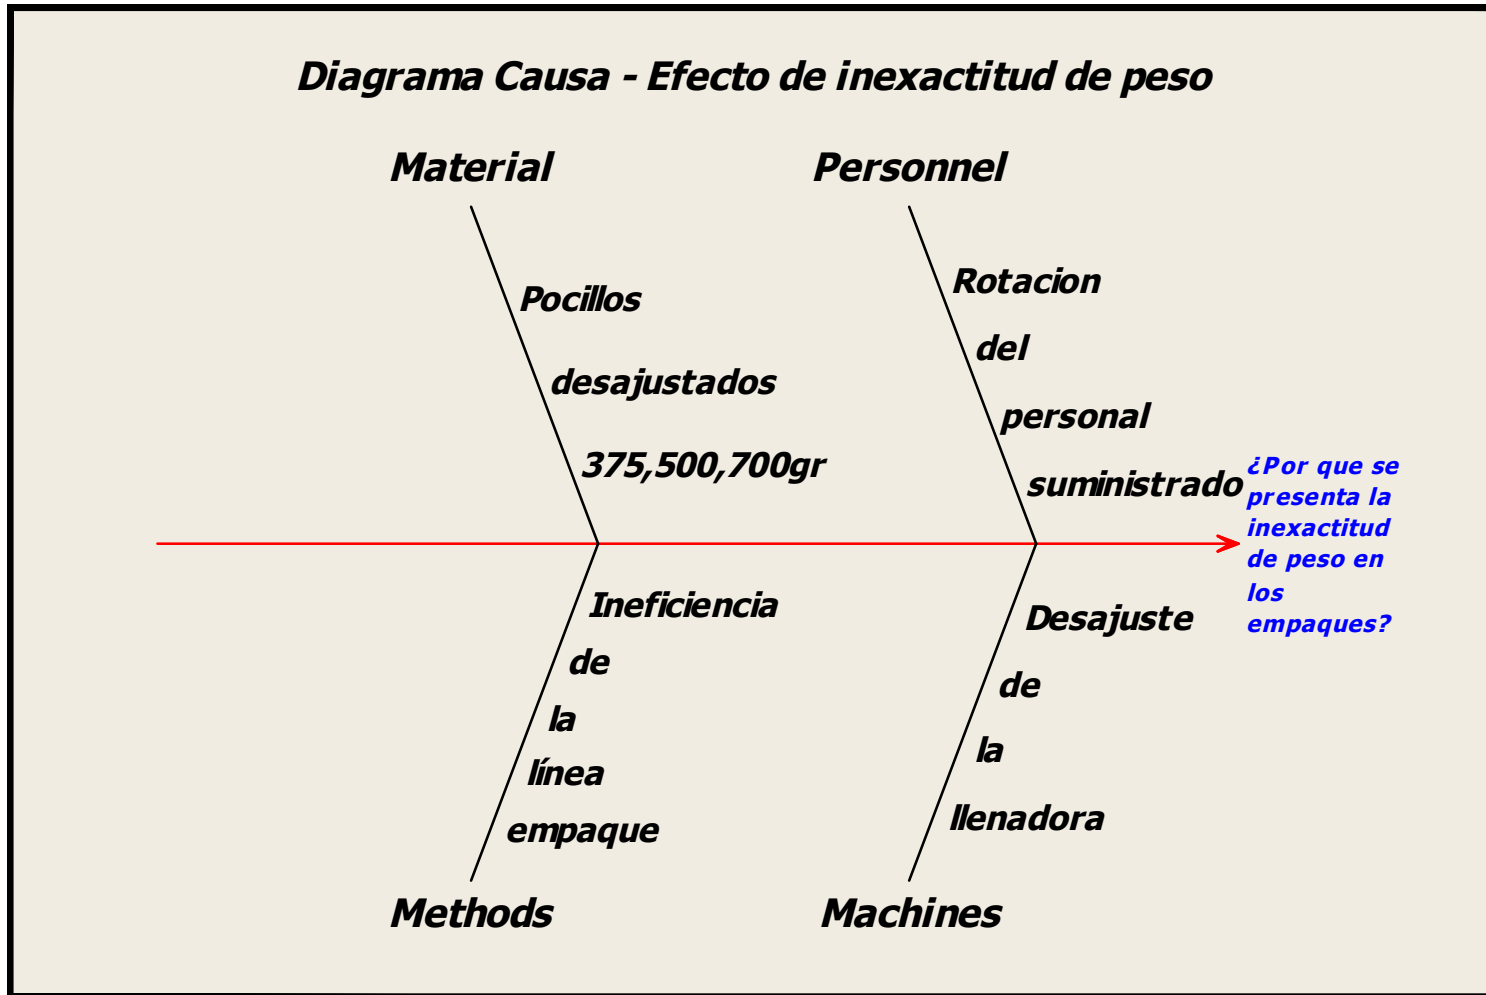 Diagrama Causa - Efecto de inexactitud de peso
Material
Personnel
Pocillos
desajustados
375,500,700gr
Rotacion
del
personal
suministrado
¿Por que se
presenta la
inexactitud
de peso en
los
empaques?
Ineficiencia
de
la
línea
empaque
Desajuste
de
la
llenadora
Methods
Machines